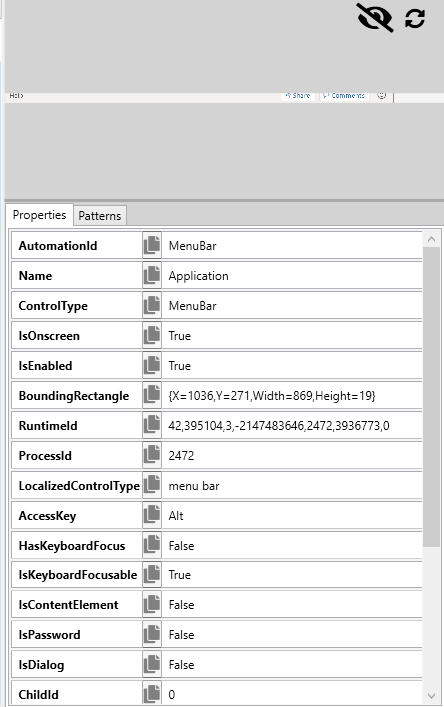 Help
Share
Comments
Properties Patterns
AutomationId MenuBar
Name Application
ControlType MenuBar
IsOnscreen True
IsEnabled True
BoundingRectangle {X=1036,Y=271,Width=869,Height=19}
RuntimeId 42,395104,3,-2147483646,2472,3936773,0
ProcessId 2472
LocalizedControlType menu bar
AccessKey Alt
HasKeyboardFocus False
IsKeyboardFocusable True
IsContentElement False
IsPassword False
IsDialog False
ChildId 0